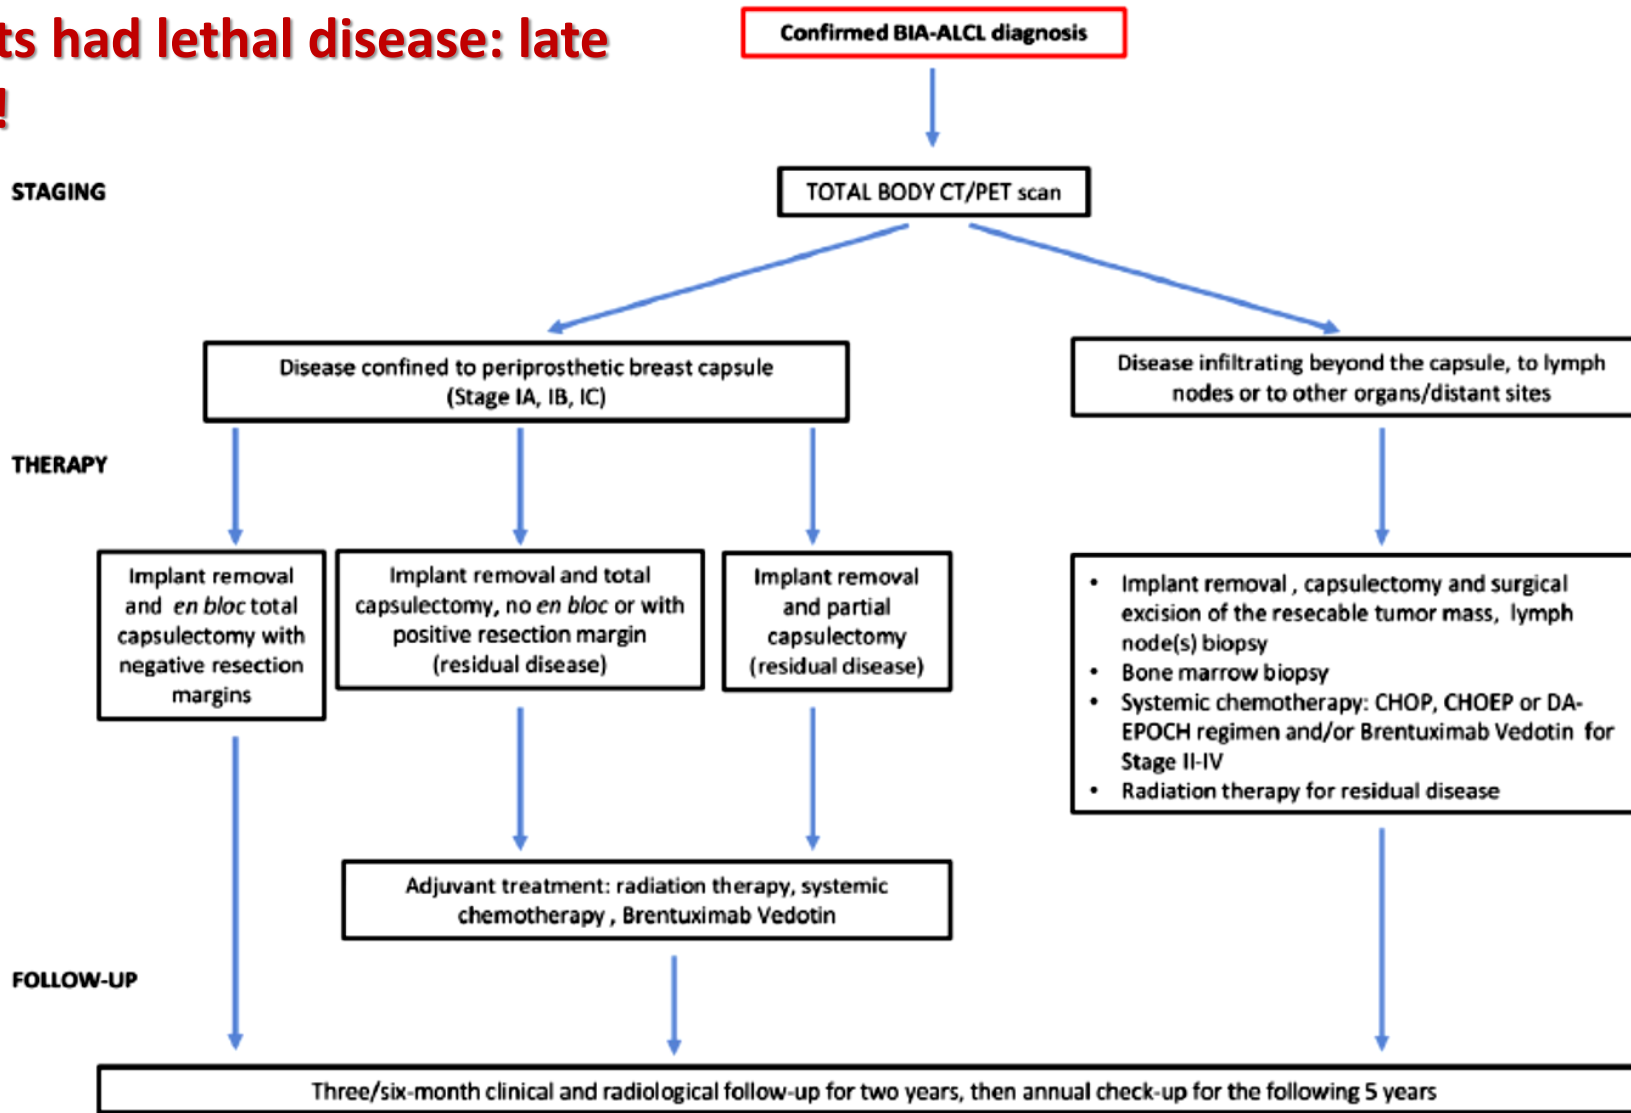 ts had lethal disease: late
!
Confirmed BIA-ALCL diagnosis
STAGING
TOTAL BODY CT/PET scan
Disease confined to periprosthetic breast capsule
(Stage IA, IB, IC)
Disease infiltrating beyond the capsule, to lymph
nodes or to other organs/distant sites
THERAPY
Implant removal
and en bloc total
capsulectomy with
negative resection
margins
Implant removal and total
capsulectomy, no en bloc or with
positive resection margin
(residual disease)
Implant removal
and partial
capsulectomy
(residual disease)
• Implant removal , capsulectomy and surgical
excision of the resecable tumor mass, lymph
node(s) biopsy
• Bone marrow biopsy
• Systemic chemotherapy: CHOP, CHOEP or DA-
EPOCH regimen and/or Brentuximab Vedotin for
Stage II-IV
• Radiation therapy for residual disease
Adjuvant treatment: radiation therapy, systemic
chemotherapy , Brentuximab Vedotin
FOLLOW-UP
Three/six-month clinical and radiological follow-up for two years, then annual check-up for the following 5 years